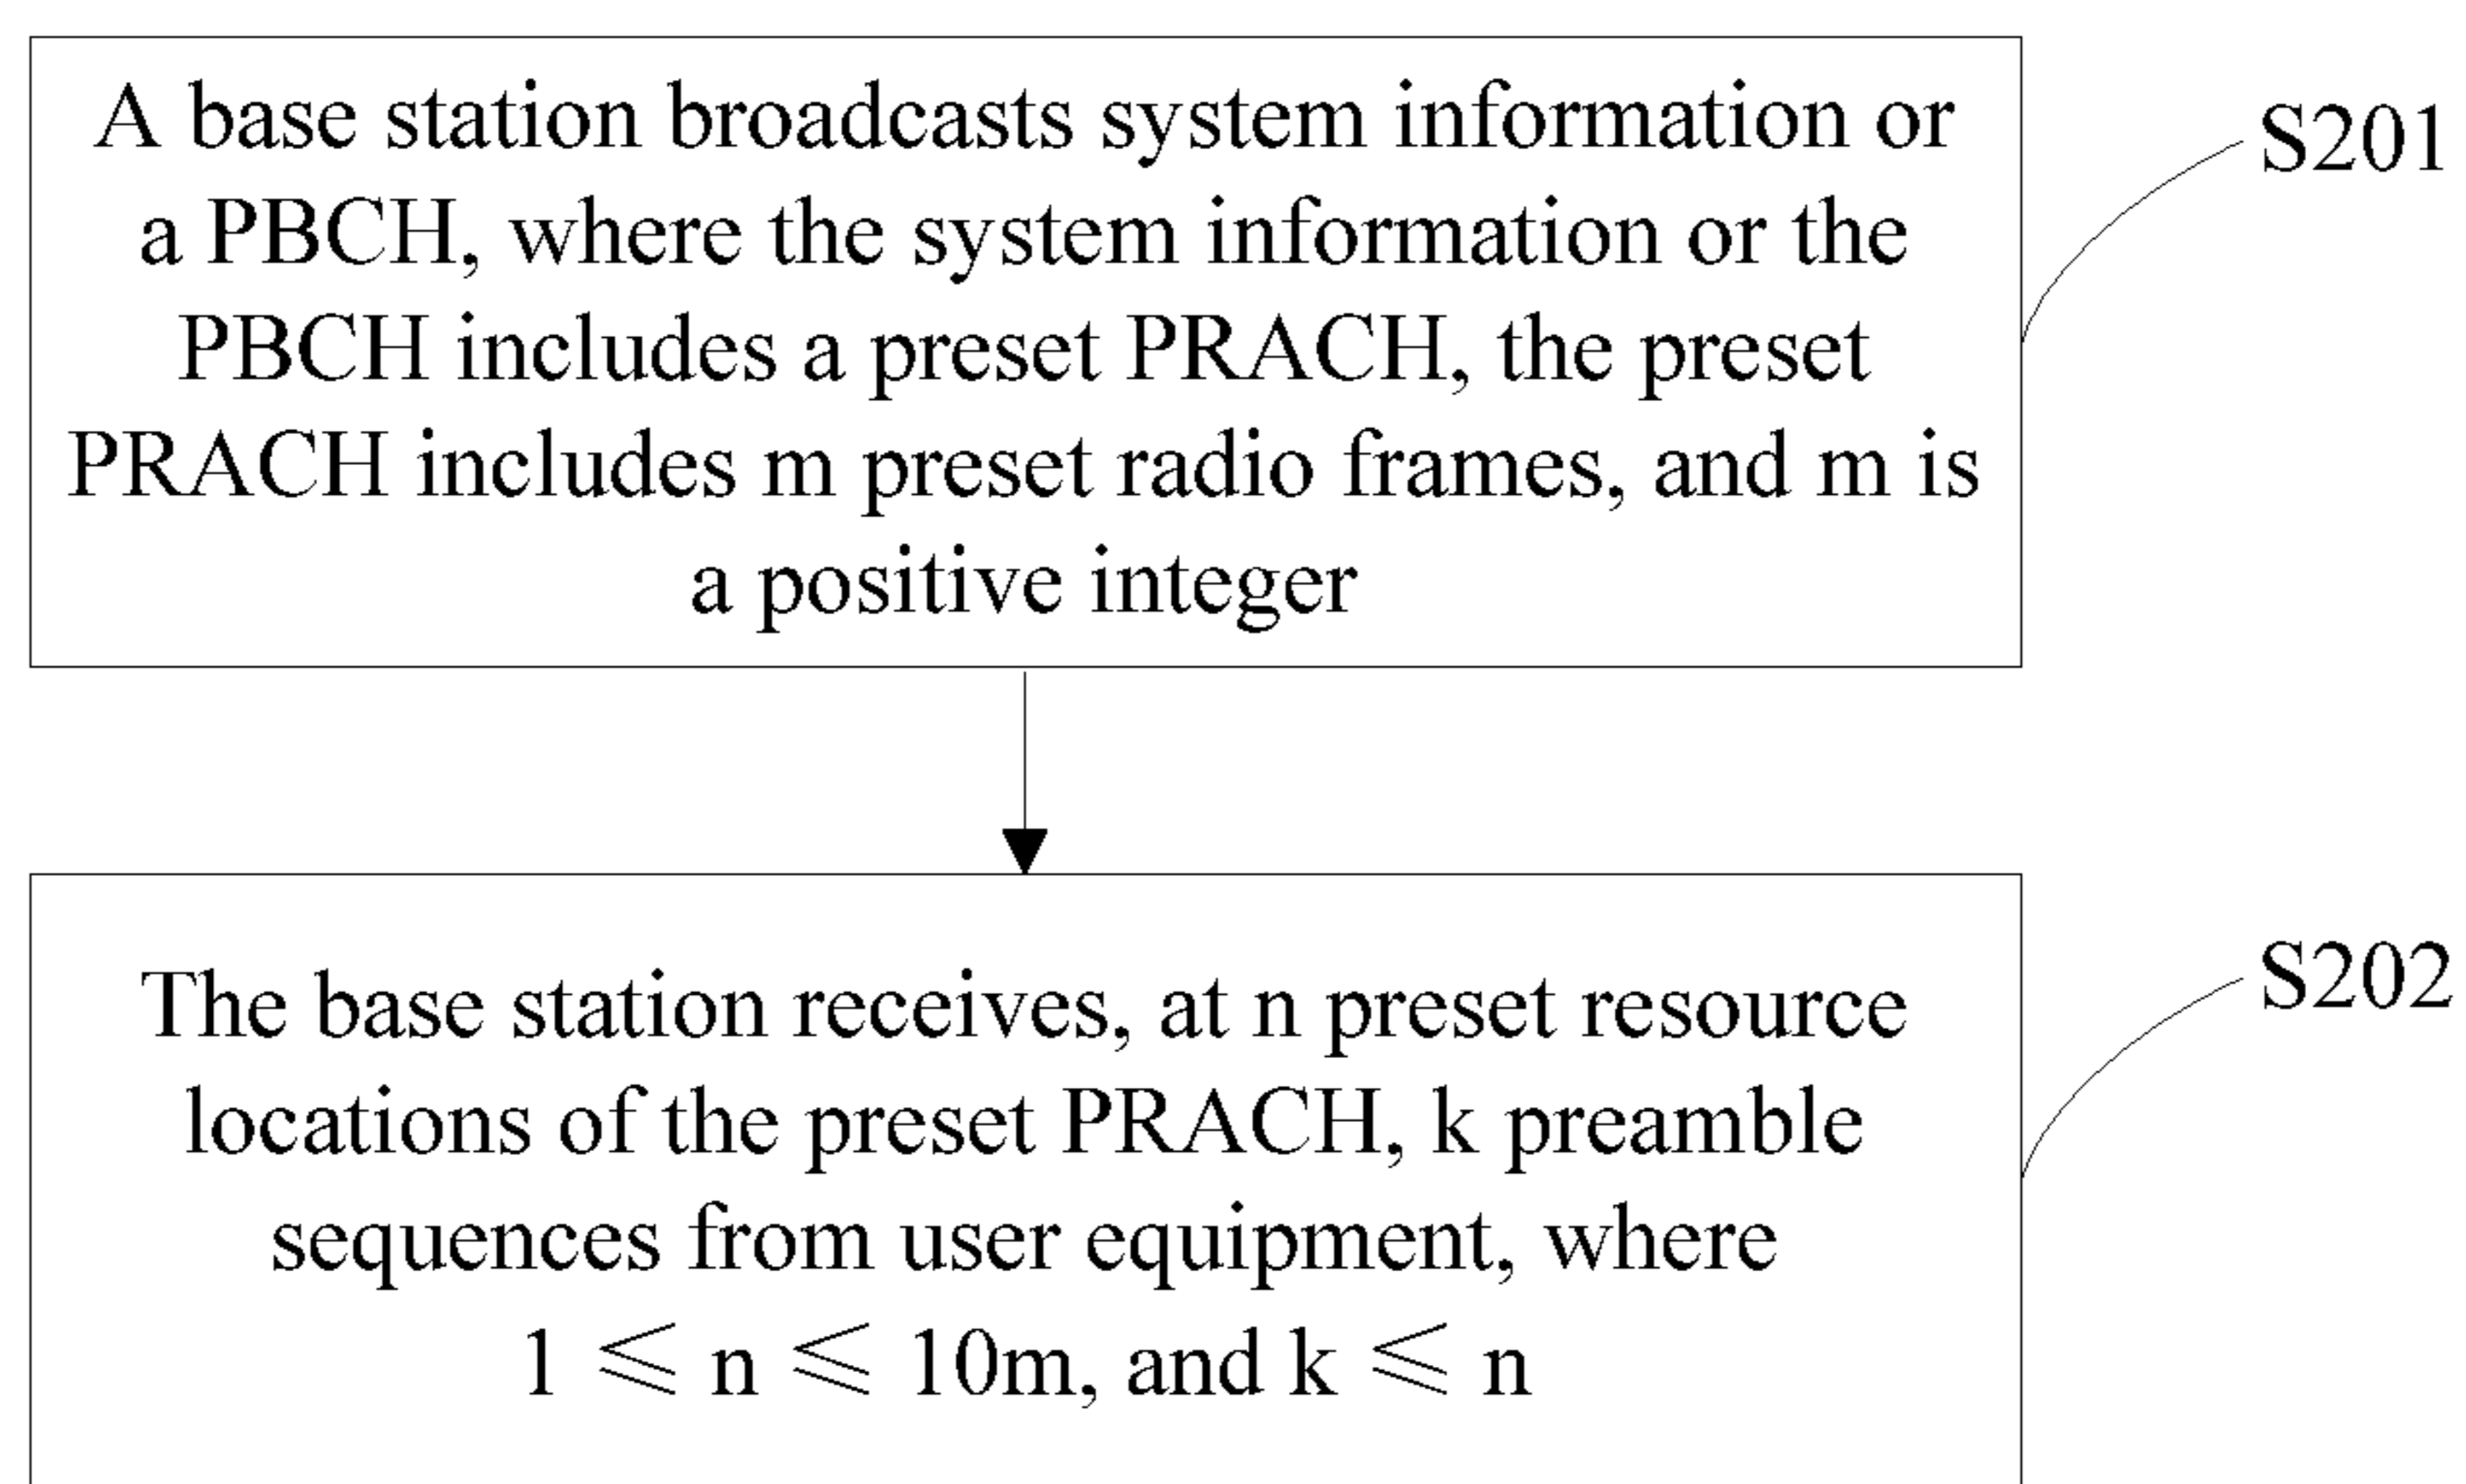 A base station broadcasts system information or
a PBCH, where the system information or the
PBCH includes a preset PRACH, the preset
PRACH includes m preset radio frames, and m is
a positive integer
S201
The base station receives, at n preset resource
locations of the preset PRACH, k preamble
sequences from user equipment, where
1 ⩽ n ⩽ 10m, and k ⩽ n
S202